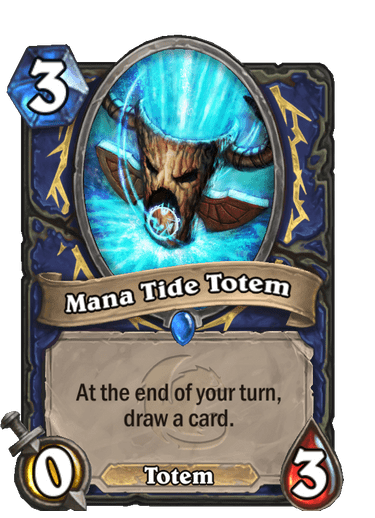 3
Mana Tide Totem
At the end of your turn,
draw a card.
0
Totem
3